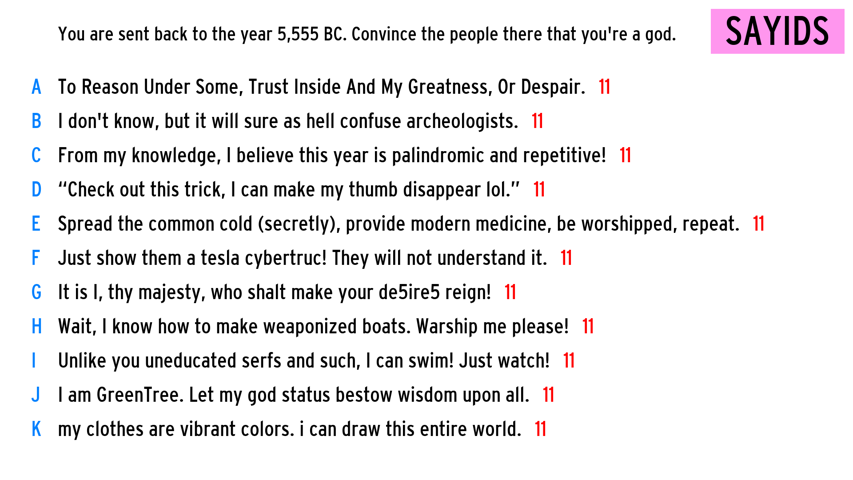 You are sent back to the year 5,555 BC. Convince the people there that you're a god. SAYIDS
A To Reason Under Some, Trust Inside And My Greatness, Or Despair. 11
B I don't know, but it will sure as hell confuse archeologists. 11
C From my knowledge, I believe this year is palindromic and repetitive! 11
D “Check out this trick, I can make my thumb disappear lol.” 11
E Spread the common cold (secretly), provide modern medicine, be worshipped, repeat. 11
F Just show them a tesla cybertruc! They will not understand it. 11
G It is I, thy majesty, who shalt make your de5ire5 reign! 11
H Wait, I know how to make weaponized boats. Warship me please! 11
I Unlike you uneducated serfs and such, I can swim! Just watch! 11
J I am GreenTree. Let my god status bestow wisdom upon all. 11
K my clothes are vibrant colors. i can draw this entire world. 11